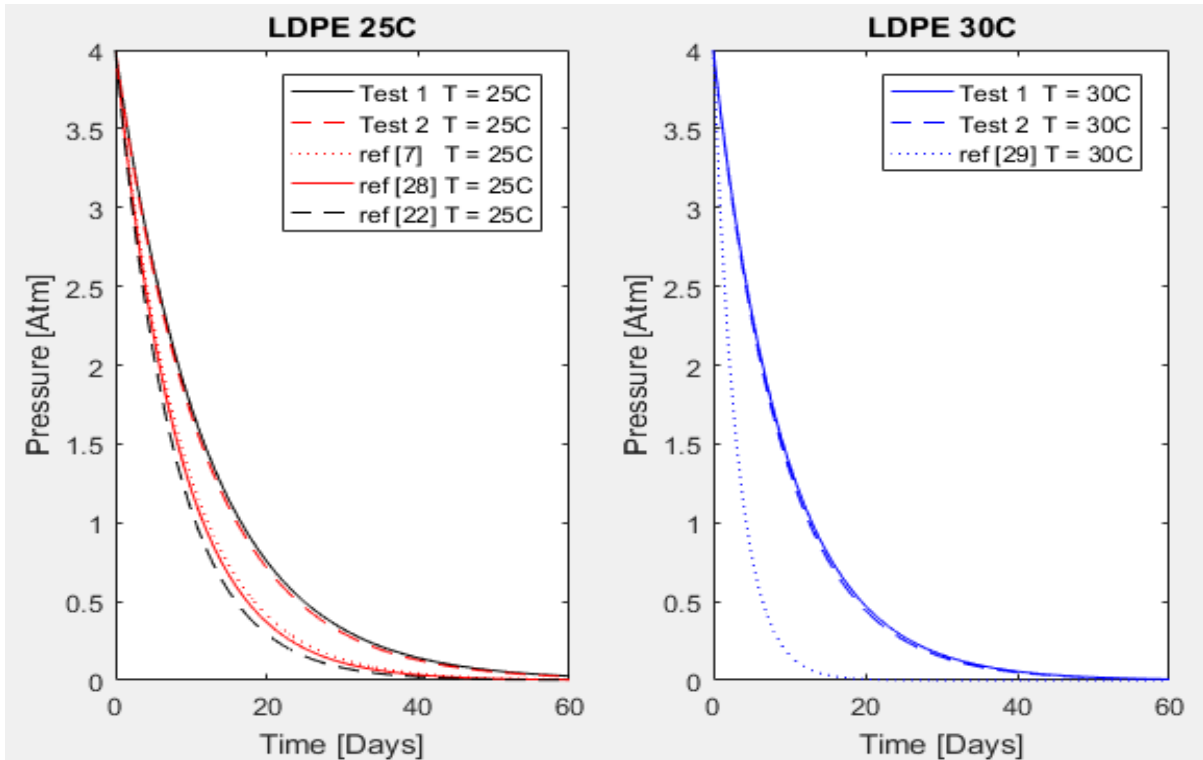 LDPE 25C
4
3.5
3
2.5
2
1.5
1
0.5
0
Pressure [Atm]
Test 1 T = 25C
Test 2 T = 25C
ref [7] T = 25C
ref [28] T = 25C
ref [22] T = 25C
0 20 40 60
Time [Days]
LDPE 30C
4
3.5
3
2.5
2
1.5
1
0.5
0
Pressure [Atm]
Test 1 T = 30C
Test 2 T = 30C
ref [29] T = 30C
0 20 40 60
Time [Days]